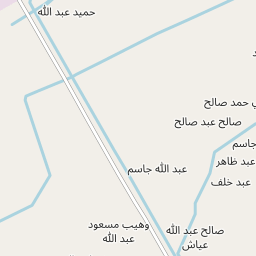 حميد عبد الله
ي حمد صالح
صالح عبد صالح
جاسم
عبد ظاهر
عبد الله جاسم
عبد خلف
وهيب مسعود
عبد الله
صالح عبد الله
عياش